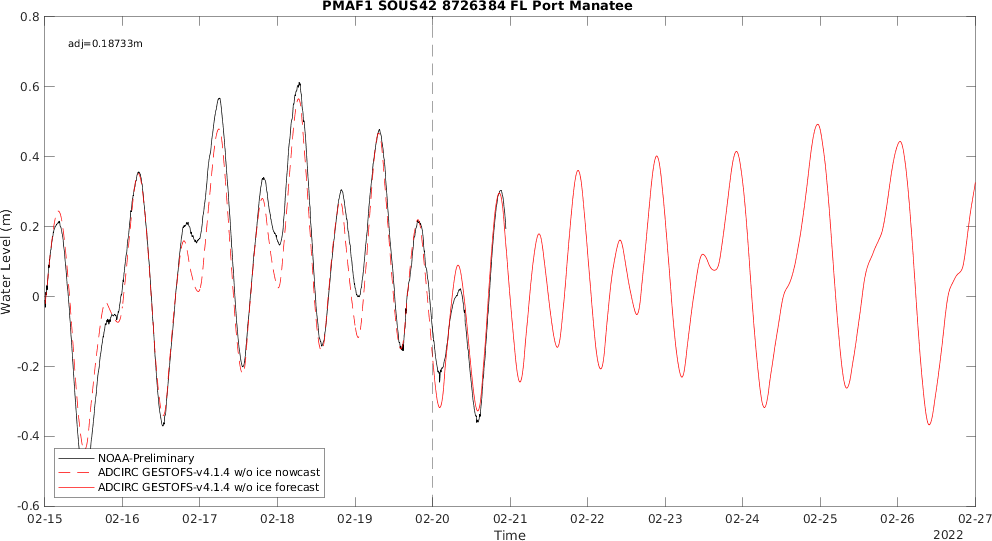 PMAF1 SOUS42 8726384 FL Port Manatee
adj=0.18733m
Water Level (m)
0.8
0.6
0.4
0.2
0
-0.2
-0.4
-0.6
NOAA-Preliminary
ADCIRC GESTOFS-v4.1.4 w/o ice nowcast
ADCIRC GESTOFS-v4.1.4 w/o ice forecast
02-15 02-16 02-17 02-18 02-19 02-20 02-21 02-22 02-23 02-24 02-25 02-26 02-27
Time
2022